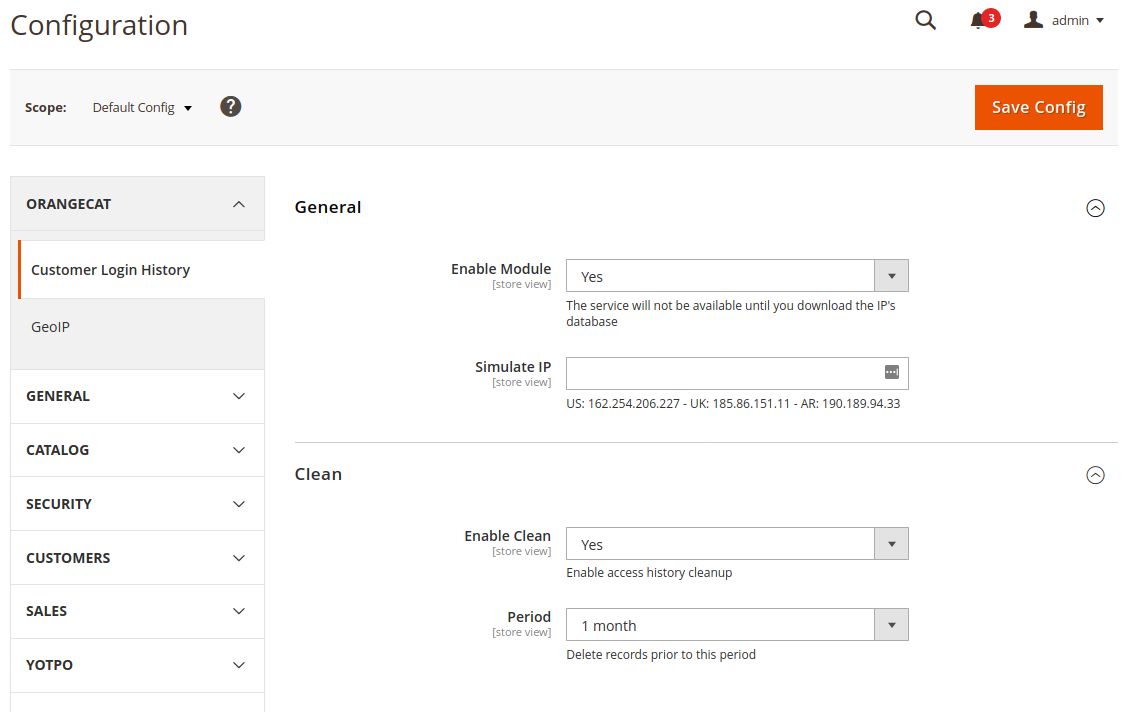 Configuration
3
admin
Scope:
Default Config
?
Save Config
ORANGECAT
Customer Login History
GeoIP
GENERAL
CATALOG
SECURITY
CUSTOMERS
SALES
YOTPO
General
Enable Module
[store view]
Yes
The service will not be available until you download the IP's
database
Simulate IP
[store view]
US: 162.254.206.227 - UK: 185.86.151.11 - AR: 190.189.94.33
Clean
Enable Clean
[store view]
Yes
Enable access history cleanup
Period
[store view]
1 month
Delete records prior to this period